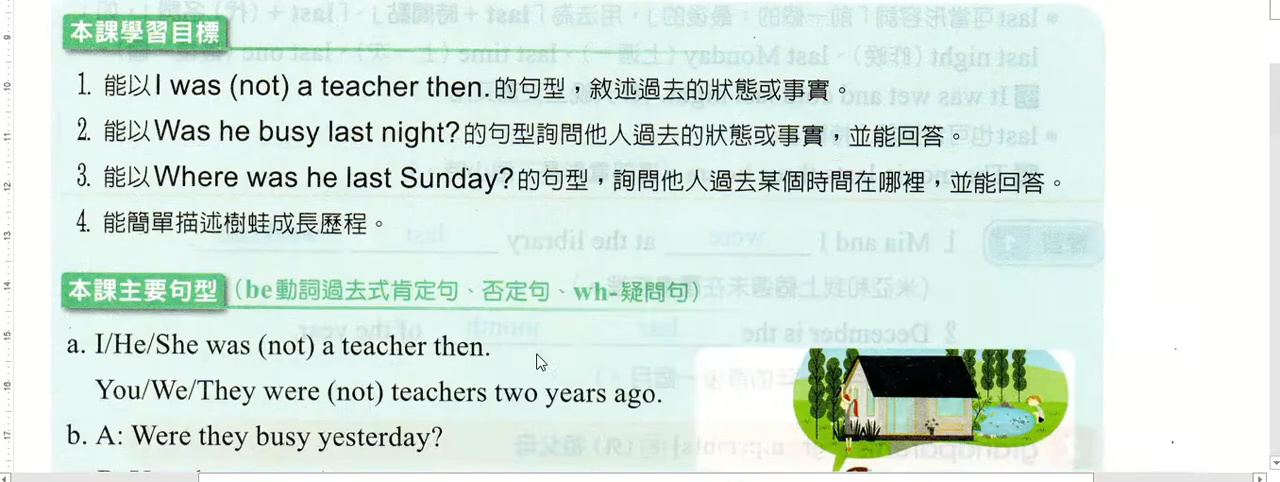 本課學習目標
1. 能以I was (not) a teacher then.的句型，敘述過去的狀態或事實。
2. 能以Was he busy last night?的句型詢問他人過去的狀態或事實，並能回答。
3. 能以Where was he last Sunday?的句型，詢問他人過去某個時間在哪裡，並能回答。
4. 能簡單描述樹蛙成長歷程。
本課主要句型（be動詞過去式肯定句、否定句、wh-疑問句）
a. I/He/She was (not) a teacher then.
You/We/They were (not) teachers two years ago.
b. A: Were they busy yesterday?